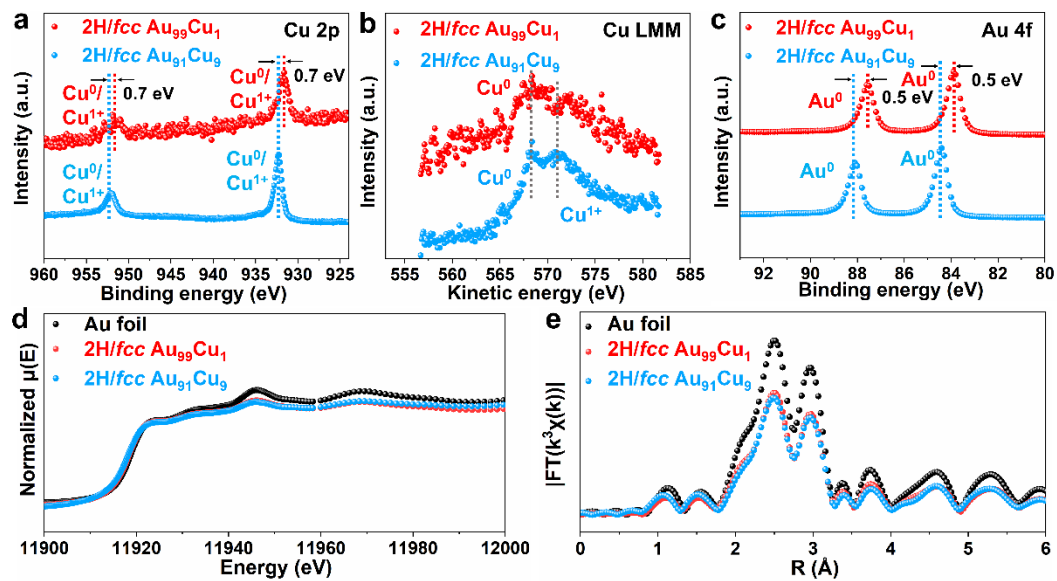 a
Cu 2p
2H/fcc Au₉₉Cu₁
2H/fcc Au₉₁Cu₉
Cu⁰/
Cu¹⁺
0.7 eV
Cu⁰/
Cu¹⁺
0.7 eV
Cu⁰/
Cu¹⁺
Cu⁰/
Cu¹⁺
Intensity (a.u.)
960 955 950 945 940 935 930 925
Binding energy (eV)
b
Cu LMM
2H/fcc Au₉₉Cu₁
2H/fcc Au₉₁Cu₉
Cu⁰
Cu⁰
Cu¹⁺
Intensity (a.u.)
555 560 565 570 575 580 585
Kinetic energy (eV)
c
Au 4f
2H/fcc Au₉₉Cu₁
2H/fcc Au₉₁Cu₉
Au⁰
0.5 eV
Au⁰
0.5 eV
Au⁰
Au⁰
Intensity (a.u.)
92 90 88 86 84 82 80
Binding energy (eV)
d
Au foil
2H/fcc Au₉₉Cu₁
2H/fcc Au₉₁Cu₉
Normalized μ(E)
11900 11920 11940 11960 11980 12000
Energy (eV)
e
Au foil
2H/fcc Au₉₉Cu₁
2H/fcc Au₉₁Cu₉
|FT(k³χ(k))|
0 1 2 3 4 5 6
R (Å)